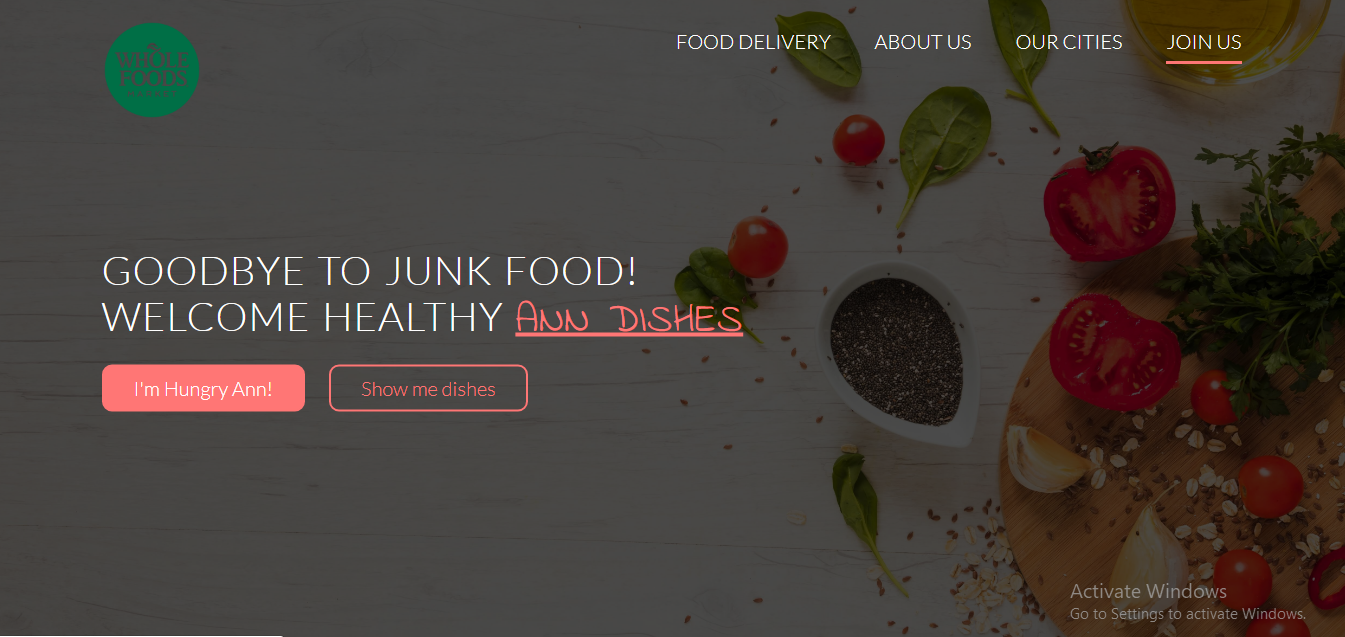 WHOLE
FOODS
MARKET
FOOD DELIVERY ABOUT US OUR CITIES JOIN US
GOODBYE TO JUNK FOOD!
WELCOME HEALTHY ANN DISHES
I'm Hungry Ann! Show me dishes
Activate Windows
Go to Settings to activate Windows.